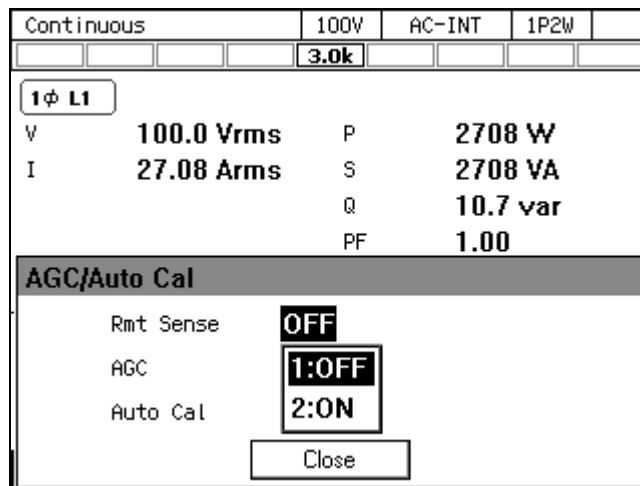 Continuous 100V AC-INT 1P2W
3.0k
1ϕ L1
V 100.0 Vrms P 2708 W
I 27.08 Arms S 2708 VA
Q 10.7 var
PF 1.00
AGC/Auto Cal
Rmt Sense OFF
AGC 1:OFF
Auto Cal 2:ON
Close